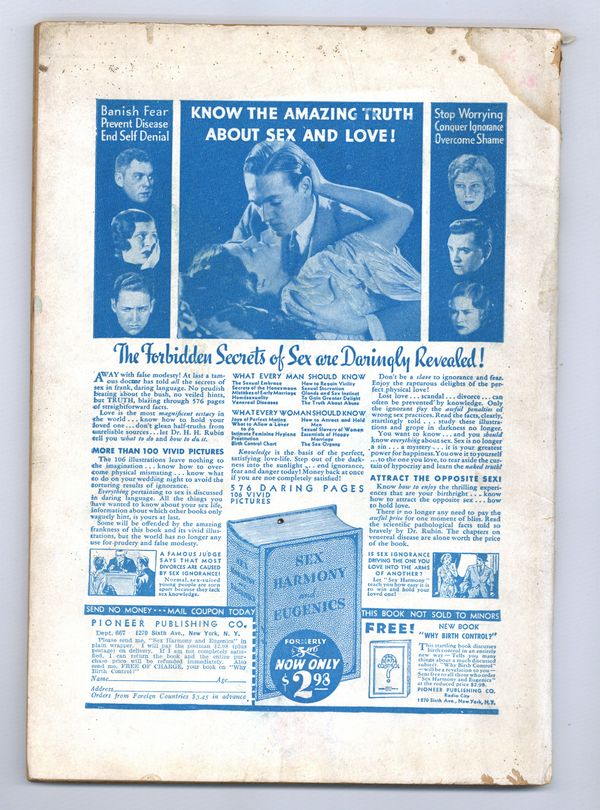 Banish Fear
Prevent Disease
End Self Denial
KNOW THE AMAZING TRUTH
ABOUT SEX AND LOVE!
Stop Worrying
Conquer Ignorance
Overcome Shame
The Forbidden Secrets of Sex are Daringly Revealed!
AWAY with false modesty! At last a fam-
ous doctor has told all the secrets of
sex in frank, daring language. No prudish
beating about the bush, no veiled hints,
but TRUTH, blazing through 576 pages
of straightforward facts.
Love is the most magnificent ecstacy in
the world . . . know how to hold your
loved one . . . don't glean half-truths from
unreliable sources . . . Let Dr. H. H. Rubin
tell you what to do and how to do it.
MORE THAN 100 VIVID PICTURES
The 106 illustrations leave nothing to
the imagination . . . know how to over-
come physical mismating . . . know what
to do on your wedding night to avoid the
torturing results of ignorance.
Everything pertaining to sex is discussed
in daring language. All the things you
have wanted to know about your sex life,
information about which other books only
vaguely hint, is yours at last.
Some will be offended by the amazing
frankness of this book and its vivid illus-
trations, but the world has no longer any
use for prudery and false modesty.
A FAMOUS JUDGE
SAYS THAT MOST
DIVORCES ARE CAUSED
BY SEX IGNORANCE!
Normal, sex-suited
young people are torn
apart because they lack
sex knowledge.
WHAT EVERY MAN SHOULD KNOW
The Sexual Embrace
Secrets of the Honeymoon
Mistakes of Early Marriage
Homosexuality
Venereal Diseases
How to Regain Virility
Sexual Starvation
Glands and Sex Instinct
To Gain Greater Delight
The Truth About Abuse
WHAT EVERY WOMAN SHOULD KNOW
Joys of Perfect Mating
What to Allow a Lover
to Do
Intimate Feminine Hygiene
Prostitution
Birth Control Chart
How to Attract and Hold
Men
Sexual Slavery of Women
Essentials of Happy
Marriage
The Sex Organs
Knowledge is the basis of the perfect,
satisfying love-life. Step out of the dark-
ness into the sunlight . . . end ignorance,
fear and danger today! Money back at once
if you are not completely satisfied!
576 DARING PAGES
106 VIVID
PICTURES
SEX
HARMONY
AND
EUGENICS
FORMERLY
$5.00
NOW ONLY
$2.98
Don't be a slave to ignorance and fear.
Enjoy the rapturous delights of the per-
fect physical love!
Lost love . . . scandal . . . divorce . . . can
often be prevented by knowledge. Only
the ignorant pay the awful penalties of
wrong sex practices. Read the facts, clearly,
startlingly told . . . study these illustra-
tions and grope in darkness no longer.
You want to know . . . and you should
know everything about sex. Sex is no longer
a sin . . . a mystery . . . it is your greatest
power for happiness. You owe it to yourself
. . . to the one you love, to tear aside the cur-
tain of hypocrisy and learn the naked truth!
ATTRACT THE OPPOSITE SEX!
Know how to enjoy the thrilling experi-
ences that are your birthright . . . know
how to attract the opposite sex . . . how
to hold love.
There is no longer any need to pay the
awful price for one moment of bliss. Read
the scientific pathological facts told so
bravely by Dr. Rubin. The chapters on
venereal disease are alone worth the price
of the book.
IS SEX IGNORANCE
DRIVING THE ONE YOU
LOVE INTO THE ARMS
OF ANOTHER?
Let "Sex Harmony"
teach you how easy it is
to win and hold your
loved one!
SEND NO MONEY . . . MAIL COUPON TODAY
PIONEER PUBLISHING CO.
Dept. 667 1270 Sixth Ave., New York, N. Y.
Please send me, "Sex Harmony and Eugenics" in
plain wrapper. I will pay the postman $2.98 (plus
postage) on delivery. If I am not completely satis-
fied, I can return the book and the entire pur-
chase price will be refunded immediately. Also
send me, FREE OF CHARGE, your book on "Why
Birth Control?"
Name Age
Address
Orders from Foreign Countries $3.45 in advance
THIS BOOK NOT SOLD TO MINORS
FREE!
NEW BOOK
"WHY BIRTH CONTROL?"
WHY
BIRTH
CONTROL
?
This startling book discusses
birth control in an entirely
new way — Tells you many
things about a much discussed
subject. "Why Birth Control"
— will be a revelation to you —
Sent free to all those who order
"Sex Harmony and Eugenics"
at the reduced price $2.98.
PIONEER PUBLISHING CO.
Radio City
1270 Sixth Ave., New York, N.Y.